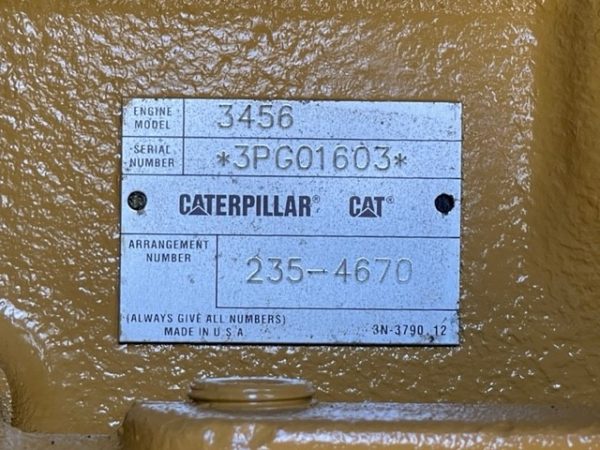 ENGINE MODEL 3456
SERIAL NUMBER *3PG01603*
CATERPILLAR® CAT®
ARRANGEMENT NUMBER 235-4670
(ALWAYS GIVE ALL NUMBERS)
MADE IN U.S.A. 3N-3790 12